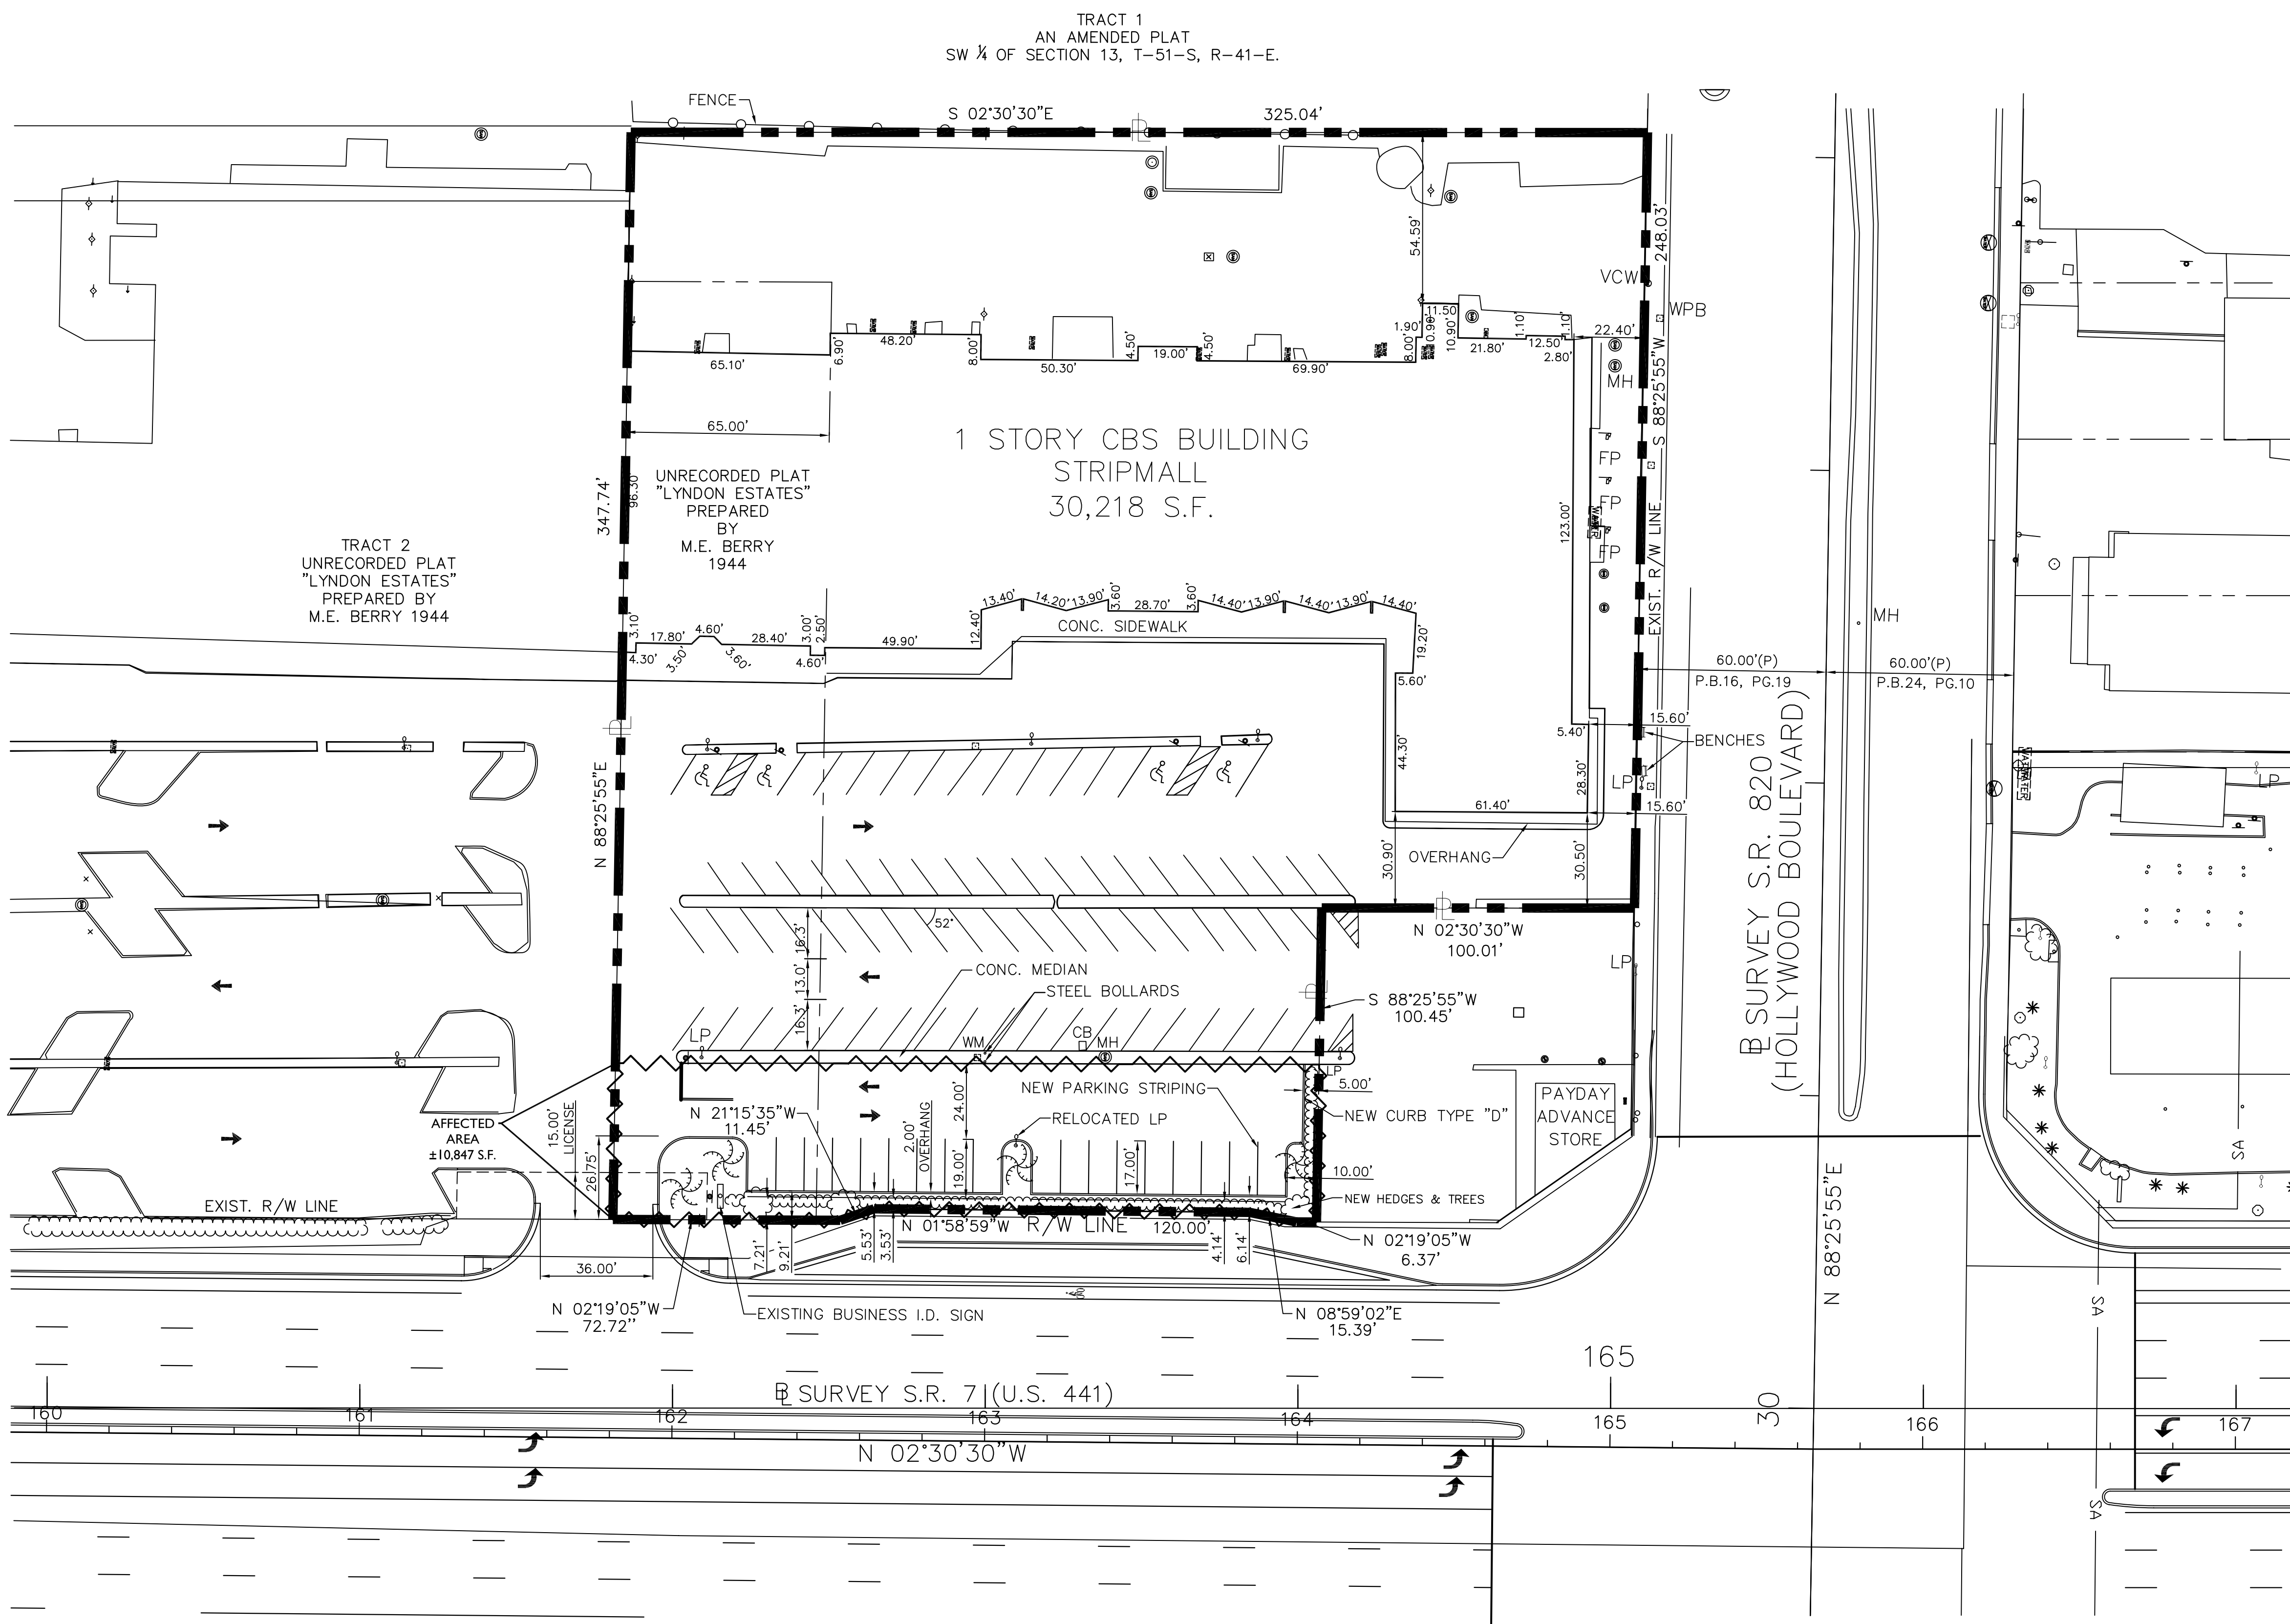 TRACT 1
AN AMENDED PLAT
SW ¼ OF SECTION 13, T-51-S, R-41-E.
FENCE
S 02°30'30"E
325.04'
54.59'
S 88°25'55"W
248.03'
EXIST. R/W LINE
VCW
WPB
MH
11.50
1.90'
0.90'
8.00'
10.90'
21.80'
1.10'
12.50'
1.10'
2.80'
22.40'
65.10'
6.90'
48.20'
8.00'
50.30'
4.50'
19.00'
4.50'
69.90'
65.00'
1 STORY CBS BUILDING
STRIPMALL
30,218 S.F.
UNRECORDED PLAT
"LYNDON ESTATES"
PREPARED
BY
M.E. BERRY
1944
96.30'
347.74'
N 88°25'55"E
TRACT 2
UNRECORDED PLAT
"LYNDON ESTATES"
PREPARED BY
M.E. BERRY 1944
FP
FP
FP
WATER
123.00'
3.10'
4.30'
17.80'
3.50'
4.60'
3.60'
28.40'
3.00'
2.50'
4.60'
49.90'
12.40'
13.40'
14.20'
13.90'
3.60'
28.70'
3.60'
14.40'
13.90'
14.40'
13.90'
14.40'
19.20'
CONC. SIDEWALK
5.60'
44.30'
61.40'
5.40'
28.30'
15.60'
15.60'
BENCHES
LP
OVERHANG
30.90'
30.50'
MH
60.00'(P)
P.B.16, PG.19
60.00'(P)
P.B.24, PG.10
BL SURVEY S.R. 820
(HOLLYWOOD BOULEVARD)
WATER
LP
PL
PL
PL
PL
52°
16.3'
13.0'
16.3'
N 02°30'30"W
100.01'
LP
S 88°25'55"W
100.45'
CONC. MEDIAN
STEEL BOLLARDS
LP
WM
CB
MH
LP
5.00'
NEW PARKING STRIPING
NEW CURB TYPE "D"
RELOCATED LP
N 21°15'35"W
11.45'
2.00'
OVERHANG
24.00'
19.00'
17.00'
10.00'
NEW HEDGES & TREES
PAYDAY
ADVANCE
STORE
AFFECTED
AREA
±10,847 S.F.
15.00'
LICENSE
26.75'
EXIST. R/W LINE
N 01°58'59"W
R/W LINE
120.00'
7.21'
9.21'
5.53'
3.53'
4.14'
6.14'
N 02°19'05"W
6.37'
36.00'
N 02°19'05"W
72.72''
EXISTING BUSINESS I.D. SIGN
N 08°59'02"E
15.39'
N 88°25'55"E
SA
SA
SA
165
30
BL SURVEY S.R. 7 (U.S. 441)
160
161
162
163
164
165
166
167
N 02°30'30"W